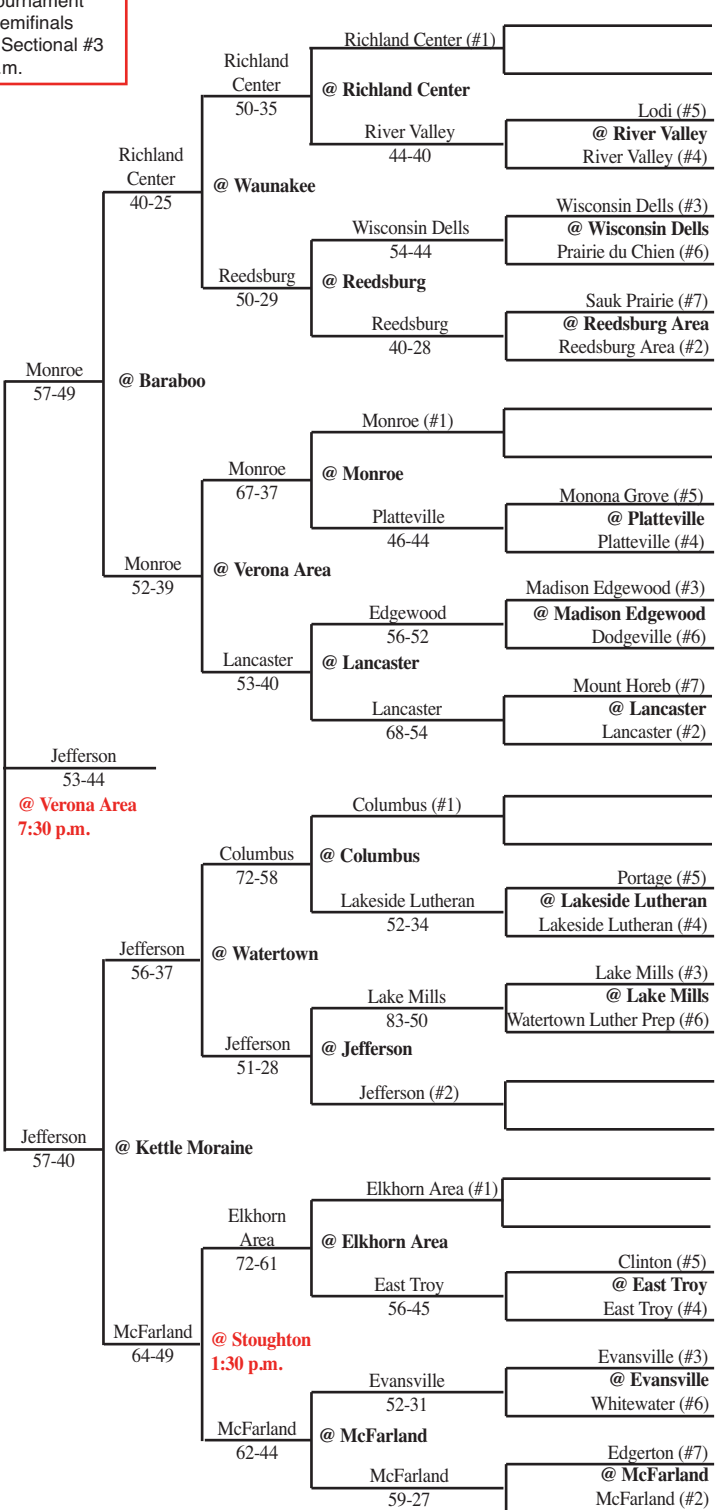 ournament
emifinals
Sectional #3
.m.
Richland Center (#1)
Richland
Center
50-35
@ Richland Center
Lodi (#5)
@ River Valley
River Valley (#4)
River Valley
44-40
Richland
Center
40-25
@ Waunakee
Wisconsin Dells (#3)
@ Wisconsin Dells
Prairie du Chien (#6)
Wisconsin Dells
54-44
Reedsburg
50-29
@ Reedsburg
Sauk Prairie (#7)
@ Reedsburg Area
Reedsburg Area (#2)
Reedsburg
40-28
Monroe
57-49
@ Baraboo
Monroe (#1)
Monroe
67-37
@ Monroe
Monona Grove (#5)
@ Platteville
Platteville (#4)
Platteville
46-44
Monroe
52-39
@ Verona Area
Madison Edgewood (#3)
@ Madison Edgewood
Dodgeville (#6)
Edgewood
56-52
Lancaster
53-40
@ Lancaster
Mount Horeb (#7)
@ Lancaster
Lancaster (#2)
Lancaster
68-54
Jefferson
53-44
@ Verona Area
7:30 p.m.
Columbus (#1)
Columbus
72-58
@ Columbus
Portage (#5)
@ Lakeside Lutheran
Lakeside Lutheran (#4)
Lakeside Lutheran
52-34
Jefferson
56-37
@ Watertown
Lake Mills (#3)
@ Lake Mills
Watertown Luther Prep (#6)
Lake Mills
83-50
Jefferson
51-28
@ Jefferson
Jefferson (#2)
Jefferson
57-40
@ Kettle Moraine
Elkhorn Area (#1)
Elkhorn
Area
72-61
@ Elkhorn Area
Clinton (#5)
@ East Troy
East Troy (#4)
East Troy
56-45
McFarland
64-49
@ Stoughton
1:30 p.m.
Evansville (#3)
@ Evansville
Whitewater (#6)
Evansville
52-31
McFarland
62-44
@ McFarland
Edgerton (#7)
@ McFarland
McFarland (#2)
McFarland
59-27